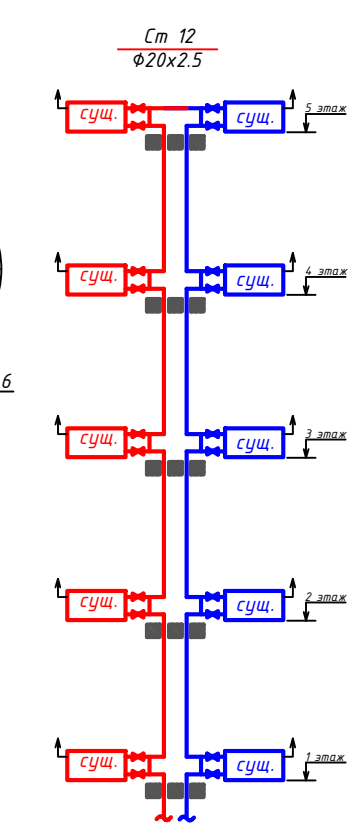 Ст 12
Ф20х2.5
сущ. сущ. 5 этаж
сущ. сущ. 4 этаж
6
сущ. сущ. 3 этаж
сущ. сущ. 2 этаж
сущ. сущ. 1 этаж